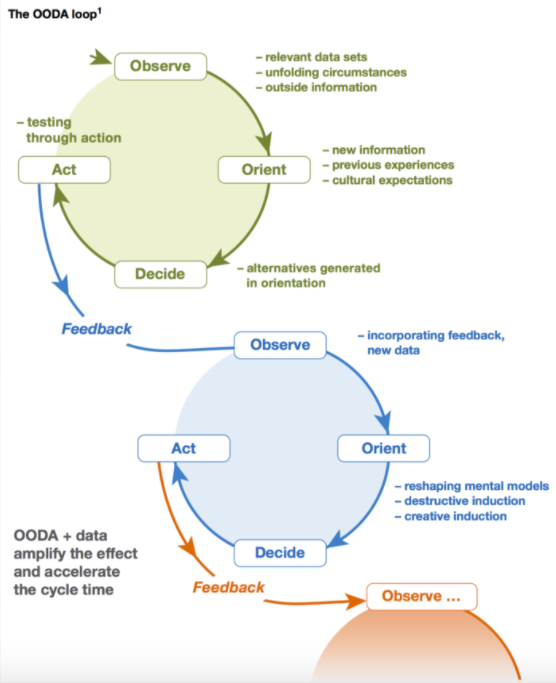 The OODA loop¹
Observe
– relevant data sets
– unfolding circumstances
– outside information
– testing
through action
Act
Orient
– new information
– previous experiences
– cultural expectations
Decide
– alternatives generated
in orientation
Feedback
Observe
– incorporating feedback,
new data
Act
Orient
– reshaping mental models
– destructive induction
– creative induction
OODA + data
amplify the effect
and accelerate
the cycle time
Decide
Feedback
Observe ...